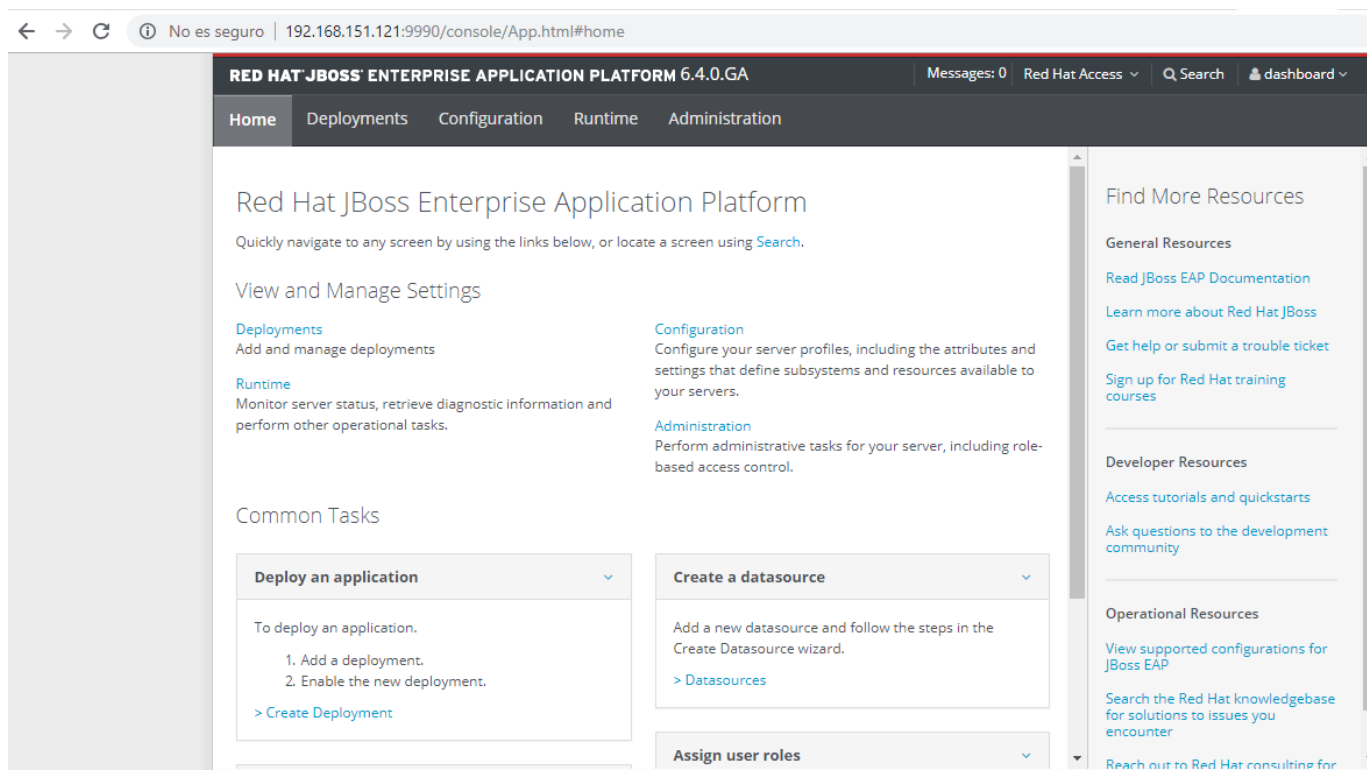 No es seguro | 192.168.151.121:9990/console/App.html#home
RED HAT JBOSS ENTERPRISE APPLICATION PLATFORM 6.4.0.GA
Messages: 0 Red Hat Access Search dashboard
Home Deployments Configuration Runtime Administration
Red Hat JBoss Enterprise Application Platform
Quickly navigate to any screen by using the links below, or locate a screen using Search.
View and Manage Settings
Deployments
Add and manage deployments
Runtime
Monitor server status, retrieve diagnostic information and
perform other operational tasks.
Configuration
Configure your server profiles, including the attributes and
settings that define subsystems and resources available to
your servers.
Administration
Perform administrative tasks for your server, including role-
based access control.
Common Tasks
Deploy an application
To deploy an application.
1. Add a deployment.
2. Enable the new deployment.
> Create Deployment
Create a datasource
Add a new datasource and follow the steps in the
Create Datasource wizard.
> Datasources
Assign user roles
Find More Resources
General Resources
Read JBoss EAP Documentation
Learn more about Red Hat JBoss
Get help or submit a trouble ticket
Sign up for Red Hat training
courses
Developer Resources
Access tutorials and quickstarts
Ask questions to the development
community
Operational Resources
View supported configurations for
JBoss EAP
Search the Red Hat knowledgebase
for solutions to issues you
encounter
Reach out to Red Hat consulting for